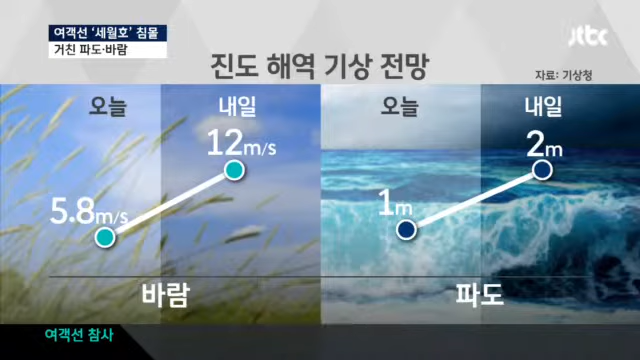 여객선 ‘세월호’ 침몰
거친 파도·바람
jtbc
진도 해역 기상 전망
자료: 기상청
오늘
내일
오늘
내일
5.8m/s
12m/s
1m
2m
바람
파도
여객선 참사